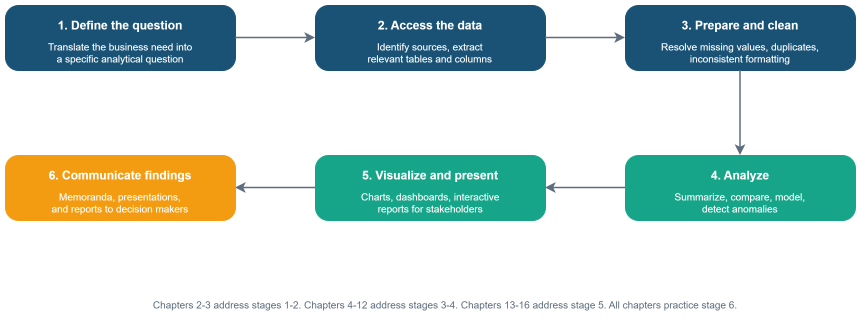 1. Define the question
Translate the business need into
a specific analytical question
2. Access the data
Identify sources, extract
relevant tables and columns
3. Prepare and clean
Resolve missing values, duplicates,
inconsistent formatting
4. Analyze
Summarize, compare, model,
detect anomalies
5. Visualize and present
Charts, dashboards, interactive
reports for stakeholders
6. Communicate findings
Memoranda, presentations,
and reports to decision makers
Chapters 2-3 address stages 1-2. Chapters 4-12 address stages 3-4. Chapters 13-16 address stage 5. All chapters practice stage 6.